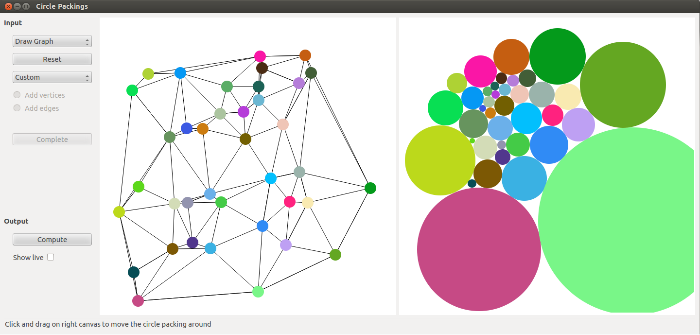 Circle Packings
Input
Draw Graph
Reset
Custom
Add vertices
Add edges
Complete
Output
Compute
Show live
Click and drag on right canvas to move the circle packing around